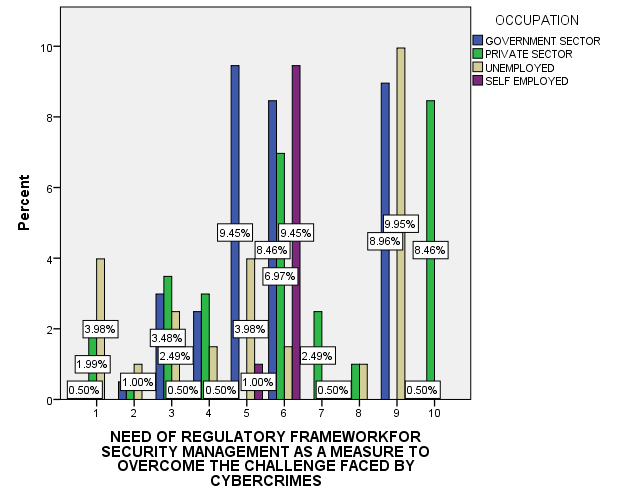 OCCUPATION
GOVERNMENT SECTOR
PRIVATE SECTOR
UNEMPLOYED
SELF EMPLOYED
Percent
10
8
6
4
2
0
9.45%
9.45%
9.95%
8.96%
8.46%
8.46%
6.97%
3.98%
3.98%
3.48%
2.49%
2.49%
1.99%
1.00%
1.00%
0.50%
0.50%
0.50%
0.50%
0.50%
1 2 3 4 5 6 7 8 9 10
NEED OF REGULATORY FRAMEWORKFOR
SECURITY MANAGEMENT AS A MEASURE TO
OVERCOME THE CHALLENGE FACED BY
CYBERCRIMES